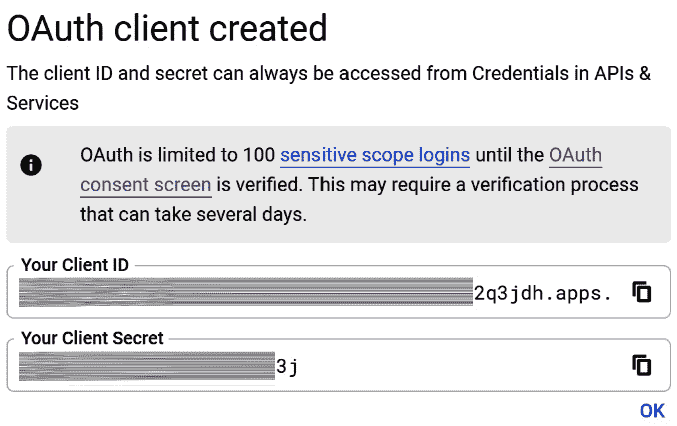 OAuth client created
The client ID and secret can always be accessed from Credentials in APIs &
Services
OAuth is limited to 100 sensitive scope logins until the OAuth
consent screen is verified. This may require a verification process
that can take several days.
Your Client ID
2q3jdh.apps.
Your Client Secret
3j
OK